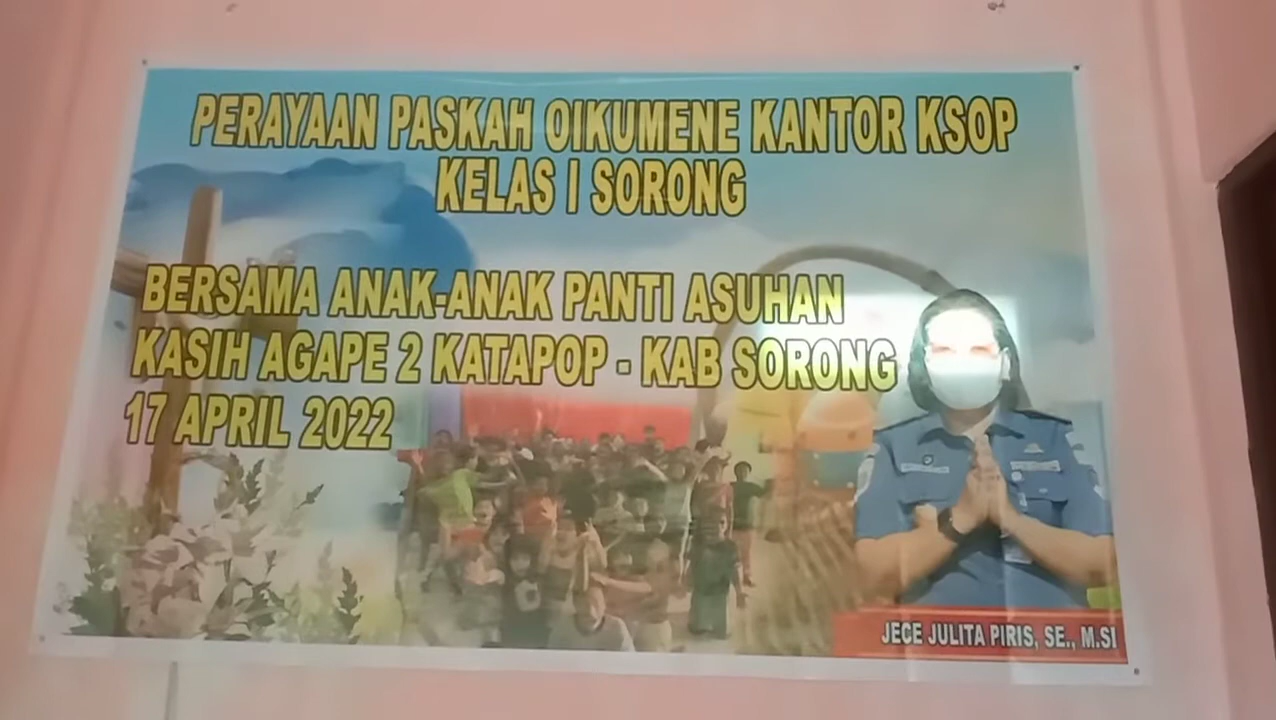 PERAYAAN PASKAH OIKUMENE KANTOR KSOP
KELAS I SORONG
BERSAMA ANAK-ANAK PANTI ASUHAN
KASIH AGAPE 2 KATAPOP - KAB SORONG
17 APRIL 2022
JECE JULITA PIRIS, SE., M.SI